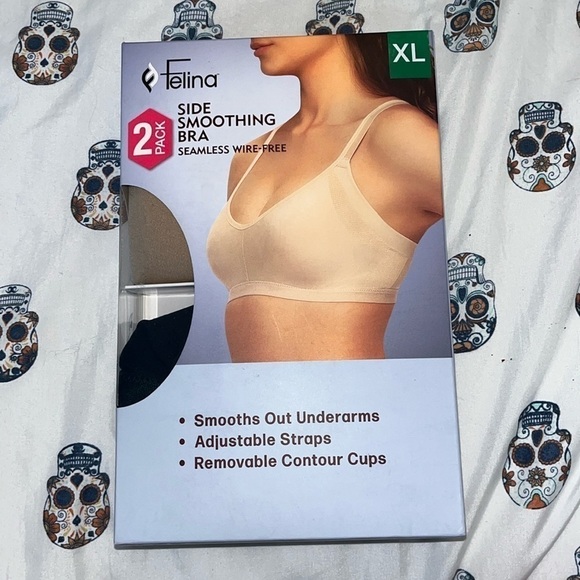 Felina
XL
2
PACK
SIDE
SMOOTHING
BRA
SEAMLESS WIRE-FREE
• Smooths Out Underarms
• Adjustable Straps
• Removable Contour Cups